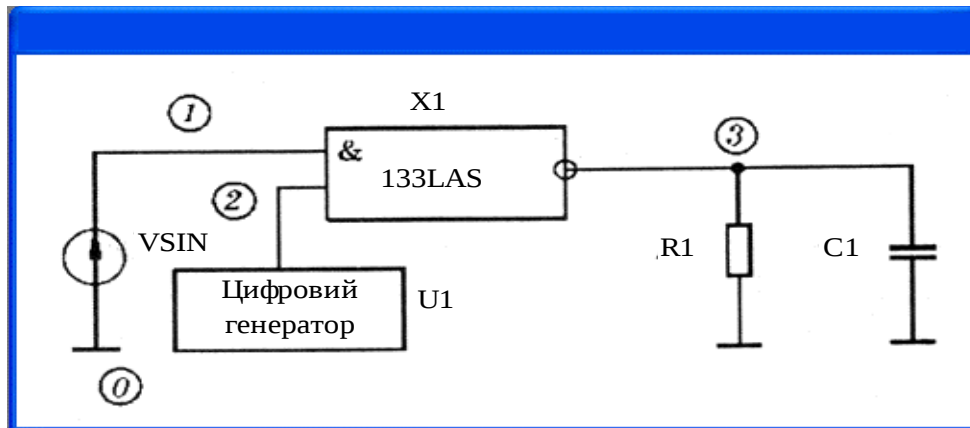 X1
1
&
133LAS
3
2
VSIN
R1
C1
Цифровий
генератор
U1
0